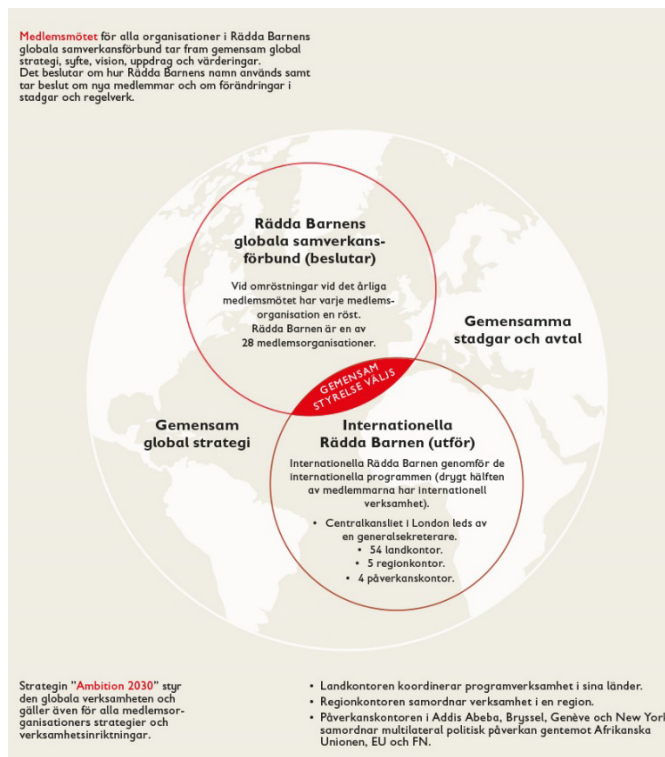 Medlemsmötet för alla organisationer i Rädda Barnens
globala samverkansförbund tar fram gemensam global
strategi, syfte, vision, uppdrag och värderingar.
Det beslutar om hur Rädda Barnens namn används samt
tar beslut om nya medlemmar och om förändringar i
stadgar och regelverk.
Rädda Barnens
globala samverkans-
förbund (beslutar)
Vid omröstningar vid det årliga
medlemsmötet har varje medlems-
organisation en röst.
Rädda Barnen är en av
28 medlemsorganisationer.
Gemensamma
stadgar och avtal
GEMENSAM
STYRELSE VÄLJS
Gemensam
global strategi
Internationella
Rädda Barnen (utför)
Internationella Rädda Barnen genomför de
internationella programmen (drygt hälften
av medlemmarna har internationell
verksamhet).
• Centralkansliet i London leds av
en generalsekreterare.
• 54 landkontor.
• 5 regionkontor.
• 4 påverkanskontor.
Strategin "Ambition 2030" styr
den globala verksamheten och
gäller även för alla medlemsor-
ganisationers strategier och
verksamhetsinriktningar.
• Landkontoren koordinerar programverksamhet i sina länder.
• Regionkontoren samordnar verksamhet i en region.
• Påverkanskontoren i Addis Abeba, Bryssel, Genève och New York
samordnar multilateral politisk påverkan gentemot Afrikanska
Unionen, EU och FN.